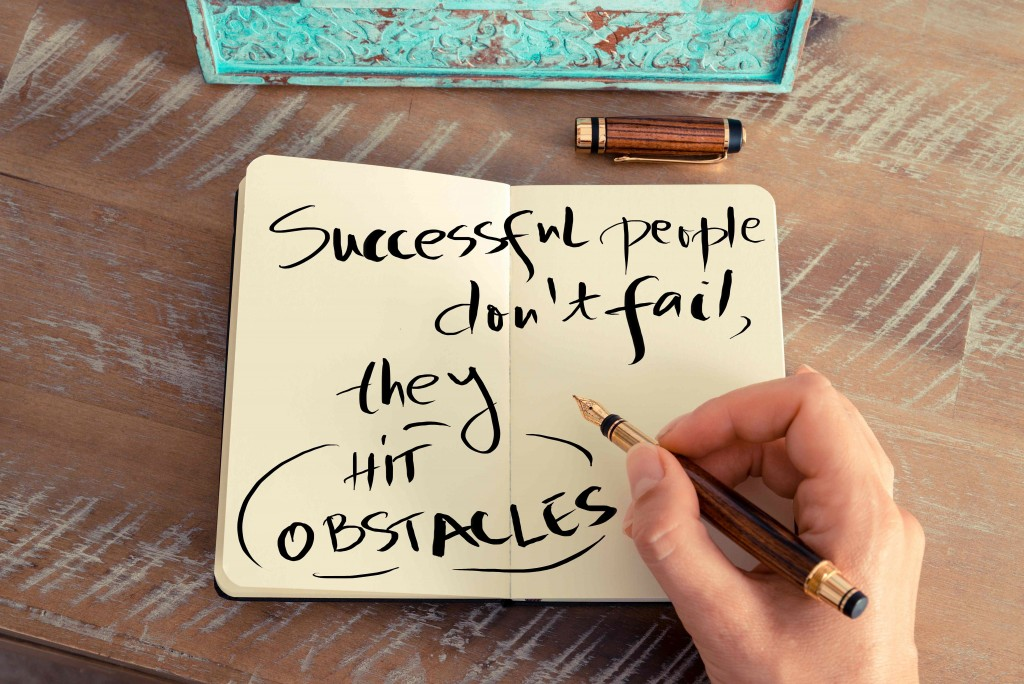 Successful people
don't fail,
they
HiT
OBSTACLES